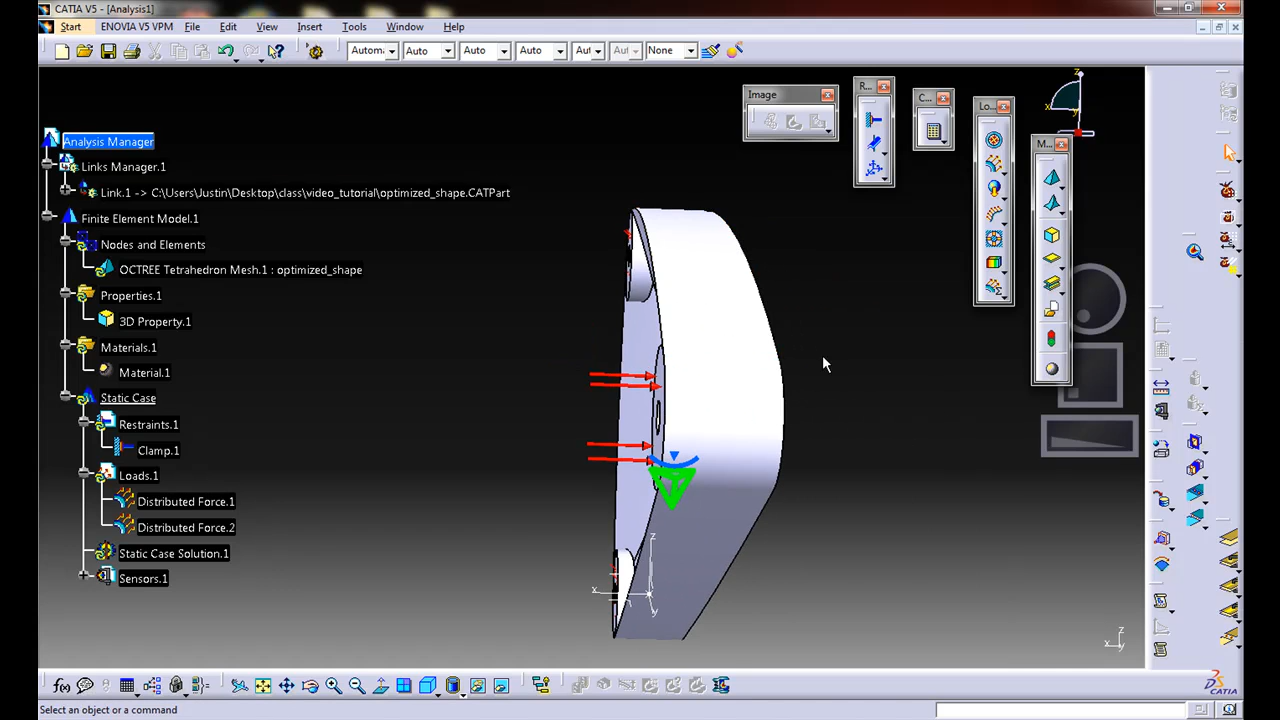 CATIA V5 - [Analysis1]
Start ENOVIA V5 VPM File Edit View Insert Tools Window Help
Autom: Auto Auto Auto Aut Aut None
Image
R...
C...
Lo...
M...
z
x
y
Analysis Manager
Links Manager.1
Link.1 -> C:\Users\Justin\Desktop\class\video_tutorial\optimized_shape.CATPart
Finite Element Model.1
Nodes and Elements
OCTREE Tetrahedron Mesh.1 : optimized_shape
Properties.1
3D Property.1
Materials.1
Material.1
Static Case
Restraints.1
Clamp.1
Loads.1
Distributed Force.1
Distributed Force.2
Static Case Solution.1
Sensors.1
z
x
y
z
x
y
f(x)
CATIA
Select an object or a command